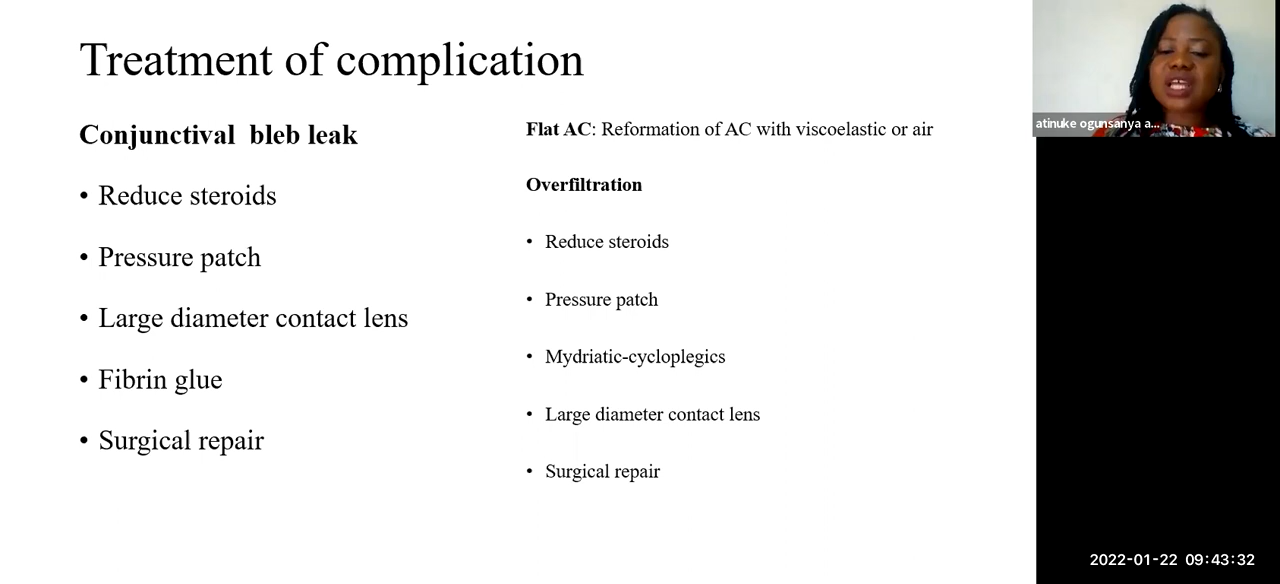 Treatment of complication
Conjunctival bleb leak
• Reduce steroids
• Pressure patch
• Large diameter contact lens
• Fibrin glue
• Surgical repair
Flat AC: Reformation of AC with viscoelastic or air
Overfiltration
• Reduce steroids
• Pressure patch
• Mydriatic-cycloplegics
• Large diameter contact lens
• Surgical repair
atinuke ogunsanya a...
2022-01-22 09:43:32